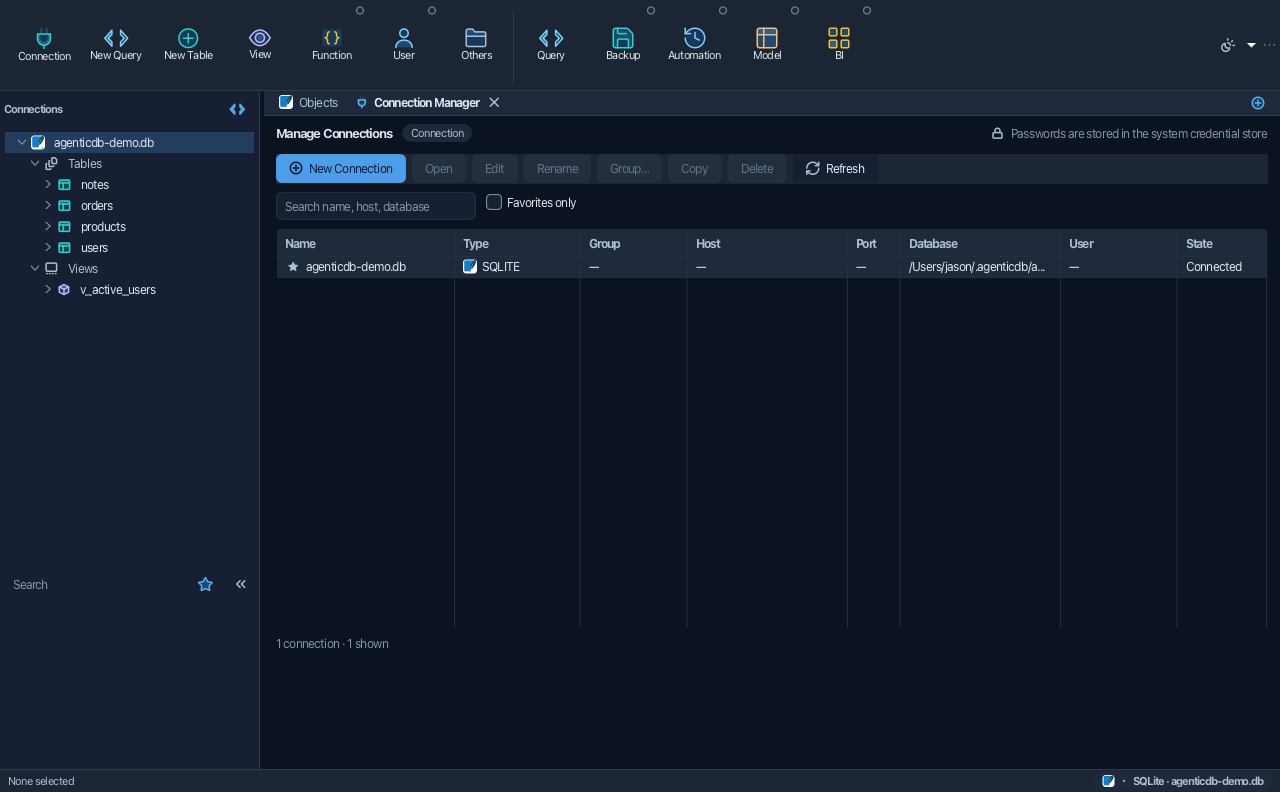 Connection
New Query
New Table
View
Function
User
Others
Query
Backup
Automation
Model
BI
Connections
agenticdb-demo.db
Tables
notes
orders
products
users
Views
v_active_users
Search
Objects
Connection Manager
Manage Connections Connection
Passwords are stored in the system credential store
New Connection Open Edit Rename Group... Copy Delete Refresh
Search name, host, database
Favorites only
Name Type Group Host Port Database User State
agenticdb-demo.db SQLITE — — — /Users/jason/.agenticdb/a... — Connected
1 connection · 1 shown
None selected
SQLite · agenticdb-demo.db